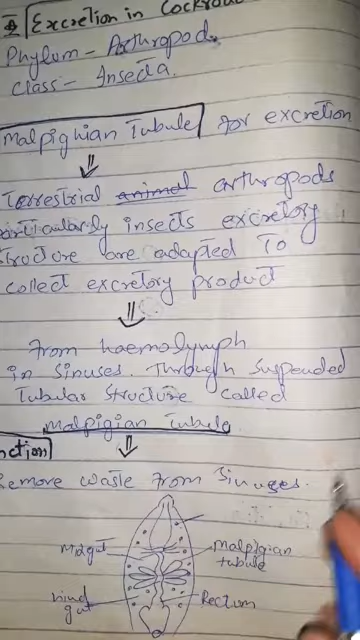 Excretion in Cockroa
Phylum - Arthropod.
Class - Insecta.
Malpighian Tubule for excretion
Terrestrial animal arthropods
particularly insects excretory
structure are adapted To
collect excretory product
From haemolymph
in sinuses. Through suspended
Tubular structure called
malpigian tubule.
nction
Remove waste from sinuses.
Midgut
malpigian
tubule
hind
gut
Rectum